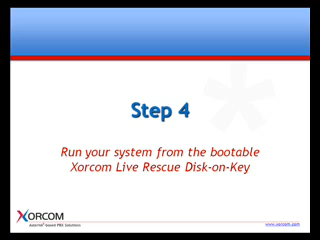 Step 4
Run your system from the bootable
Xorcom Live Rescue Disk-on-Key
XORCOM
Asterisk® based PBX Solutions
www.xorcom.com